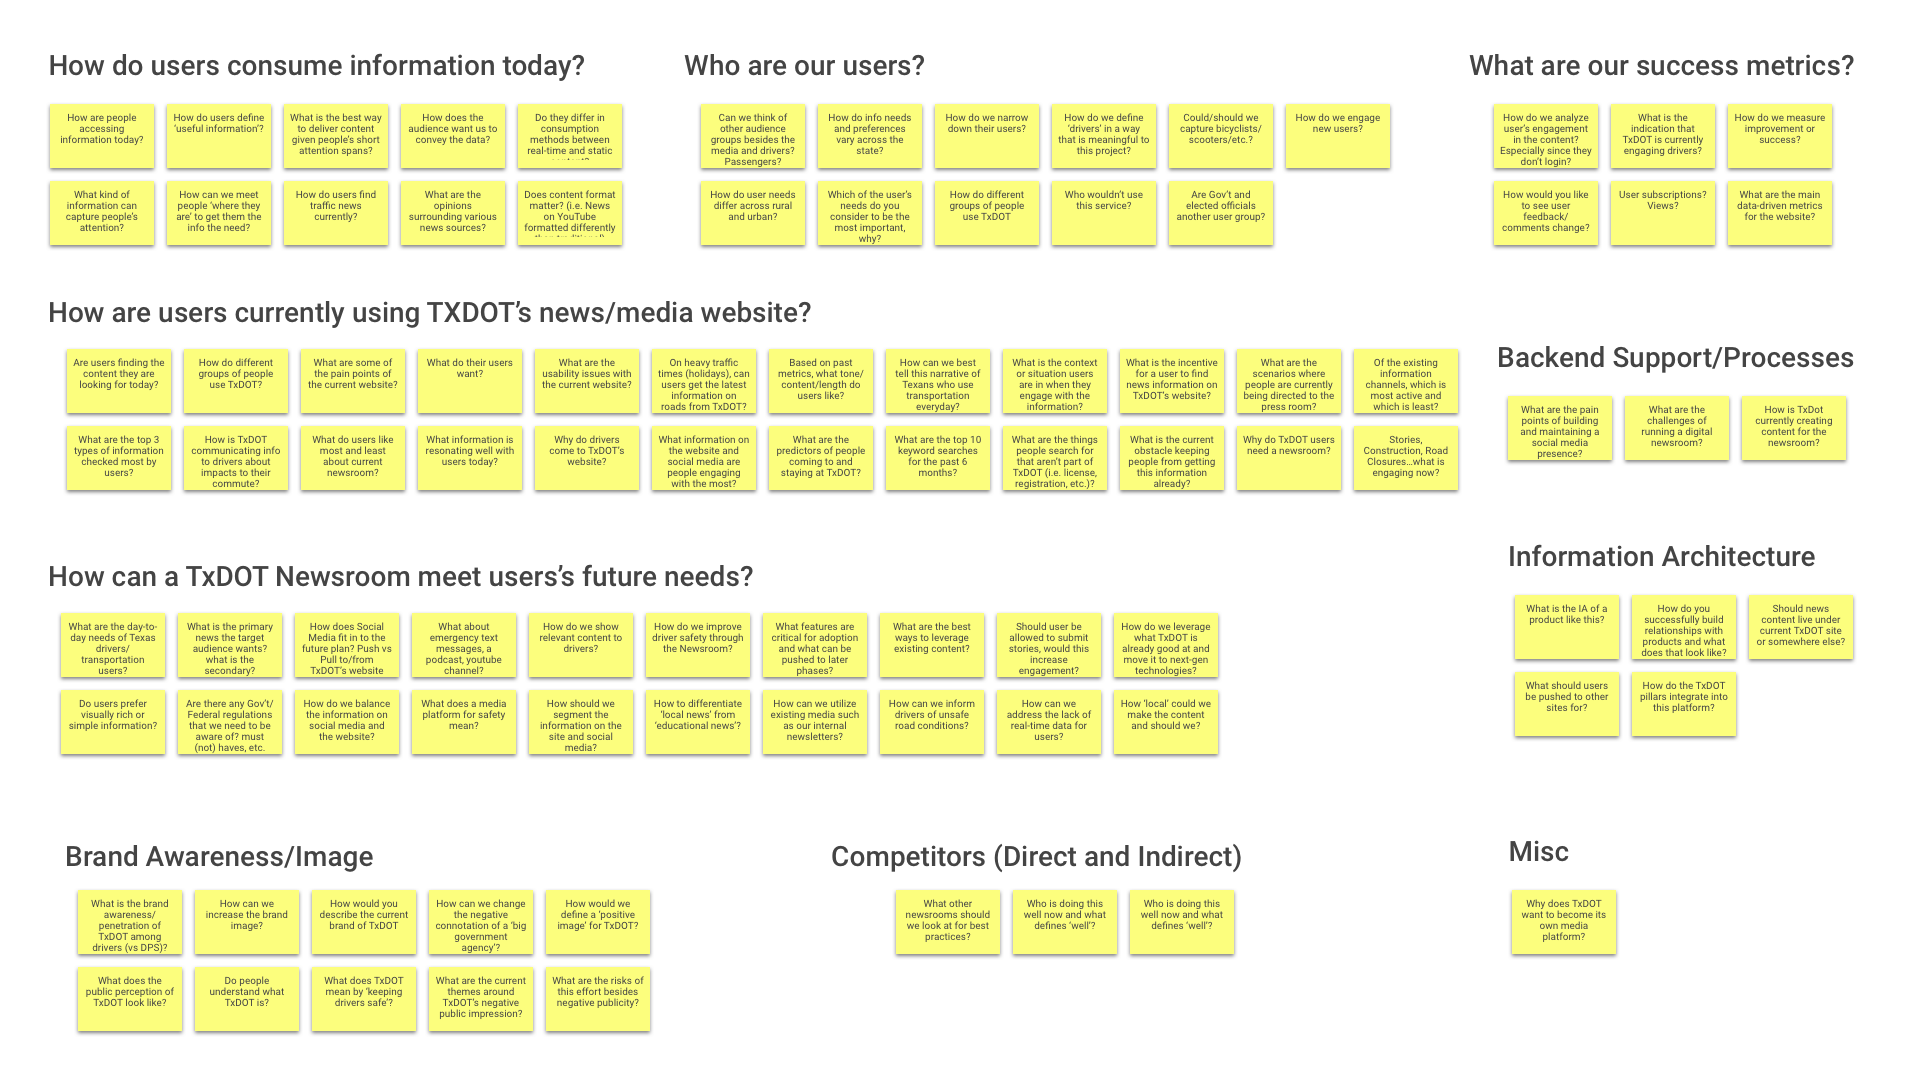 How do users consume information today?
How are people
accessing
information today?
How do users define
‘useful information’?
What is the best way
to deliver content
given people’s short
attention spans?
How does the
audience want us to
convey the data?
Do they differ in
consumption
methods between
real-time and static
What kind of
information can
capture people’s
attention?
How can we meet
people ‘where they
are’ to get them the
info the need?
How do users find
traffic news
currently?
What are the
opinions
surrounding various
news sources?
Does content format
matter? (i.e. News
on YouTube
formatted differently
Who are our users?
Can we think of
other audience
groups besides the
media and drivers?
Passengers?
How do info needs
and preferences
vary across the
state?
How do we narrow
down their users?
How do we define
‘drivers’ in a way
that is meaningful to
this project?
Could/should we
capture bicyclists/
scooters/etc.?
How do we engage
new users?
How do user needs
differ across rural
and urban?
Which of the user’s
needs do you
consider to be the
most important,
why?
How do different
groups of people
use TxDOT
Who wouldn’t use
this service?
Are Gov’t and
elected officials
another user group?
What are our success metrics?
How do we analyze
user’s engagement
in the content?
Especially since they
don’t login?
What is the
indication that
TxDOT is currently
engaging drivers?
How do we measure
improvement or
success?
How would you like
to see user
feedback/
comments change?
User subscriptions?
Views?
What are the main
data-driven metrics
for the website?
How are users currently using TXDOT’s news/media website?
Are users finding the
content they are
looking for today?
How do different
groups of people
use TxDOT?
What are some of
the pain points of
the current website?
What do their users
want?
What are the
usability issues with
the current website?
On heavy traffic
times (holidays), can
users get the latest
information on
roads from TxDOT?
Based on past
metrics, what tone/
content/length do
users like?
How can we best
tell this narrative of
Texans who use
transportation
everyday?
What is the context
or situation users
are in when they
engage with the
information?
What is the incentive
for a user to find
news information on
TxDOT’s website?
What are the
scenarios where
people are currently
being directed to the
press room?
Of the existing
information
channels, which is
most active and
which is least?
What are the top 3
types of information
checked most by
users?
How is TxDOT
communicating info
to drivers about
impacts to their
commute?
What do users like
most and least
about current
newsroom?
What information is
resonating well with
users today?
Why do drivers
come to TxDOT’s
website?
What information on
the website and
social media are
people engaging
with the most?
What are the
predictors of people
coming to and
staying at TxDOT?
What are the top 10
keyword searches
for the past 6
months?
What are the things
people search for
that aren’t part of
TxDOT (i.e. license,
registration, etc.)?
What is the current
obstacle keeping
people from getting
this information
already?
Why do TxDOT users
need a newsroom?
Stories,
Construction, Road
Closures...what is
engaging now?
Backend Support/Processes
What are the pain
points of building
and maintaining a
social media
presence?
What are the
challenges of
running a digital
newsroom?
How is TxDot
currently creating
content for the
newsroom?
How can a TxDOT Newsroom meet users’s future needs?
What are the day-to-
day needs of Texas
drivers/
transportation
users?
What is the primary
news the target
audience wants?
what is the
secondary?
How does Social
Media fit in to the
future plan? Push vs
Pull to/from
TxDOT’s website
What about
emergency text
messages, a
podcast, youtube
channel?
How do we show
relevant content to
drivers?
How do we improve
driver safety through
the Newsroom?
What features are
critical for adoption
and what can be
pushed to later
phases?
What are the best
ways to leverage
existing content?
Should user be
allowed to submit
stories, would this
increase
engagement?
How do we leverage
what TxDOT is
already good at and
move it to next-gen
technologies?
Do users prefer
visually rich or
simple information?
Are there any Gov’t/
Federal regulations
that we need to be
aware of? must
(not) haves, etc.
How do we balance
the information on
social media and
the website?
What does a media
platform for safety
mean?
How should we
segment the
information on the
site and social
media?
How to differentiate
‘local news’ from
‘educational news’?
How can we utilize
existing media such
as our internal
newsletters?
How can we inform
drivers of unsafe
road conditions?
How can we
address the lack of
real-time data for
users?
How ‘local’ could we
make the content
and should we?
Information Architecture
What is the IA of a
product like this?
How do you
successfully build
relationships with
products and what
does that look like?
Should news
content live under
current TxDOT site
or somewhere else?
What should users
be pushed to other
sites for?
How do the TxDOT
pillars integrate into
this platform?
Brand Awareness/Image
What is the brand
awareness/
penetration of
TxDOT among
drivers (vs DPS)?
How can we
increase the brand
image?
How would you
describe the current
brand of TxDOT
How can we change
the negative
connotation of a ‘big
government
agency’?
How would we
define a ‘positive
image’ for TxDOT?
What does the
public perception of
TxDOT look like?
Do people
understand what
TxDOT is?
What does TxDOT
mean by ‘keeping
drivers safe’?
What are the current
themes around
TxDOT’s negative
public impression?
What are the risks of
this effort besides
negative publicity?
Competitors (Direct and Indirect)
What other
newsrooms should
we look at for best
practices?
Who is doing this
well now and what
defines ‘well’?
Who is doing this
well now and what
defines ‘well’?
Misc
Why does TxDOT
want to become its
own media
platform?